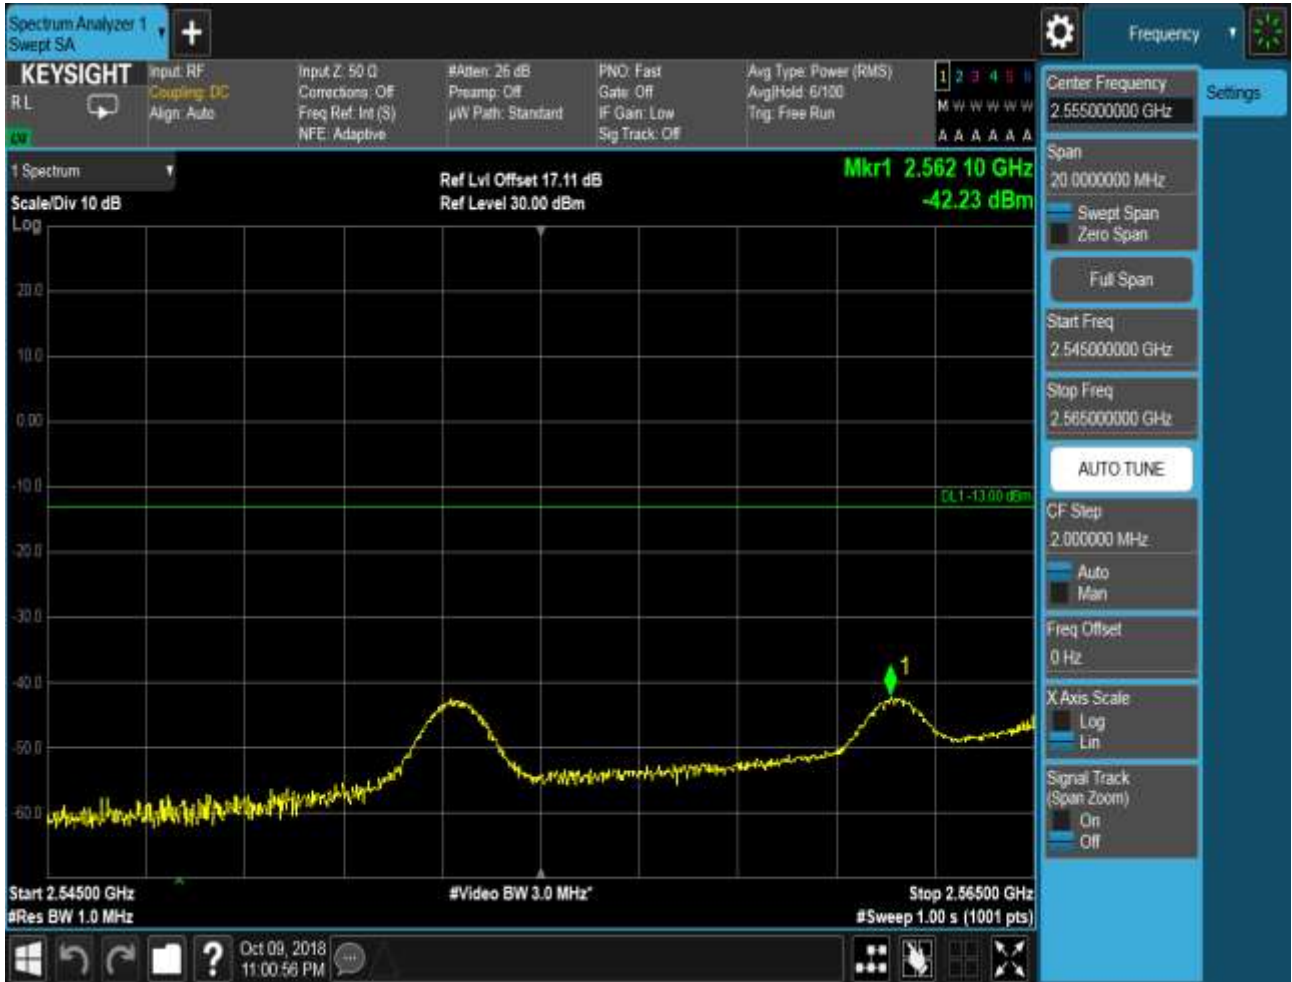 Spectrum Analyzer 1
Swept SA
+
Frequency
KEYSIGHT
RL
LXI
Input: RF
Coupling: DC
Align: Auto
Input Z: 50 Ω
Corrections: Off
Freq Ref: Int (S)
NFE: Adaptive
#Atten: 26 dB
Preamp: Off
µW Path: Standard
PNO: Fast
Gate: Off
IF Gain: Low
Sig Track: Off
Avg Type: Power (RMS)
Avg|Hold: 6/100
Trig: Free Run
1 2 3 4 5 6
M W W W W W
A A A A A A
1 Spectrum
Scale/Div 10 dB
Log
Ref Lvl Offset 17.11 dB
Ref Level 30.00 dBm
Mkr1 2.562 10 GHz
-42.23 dBm
20.0
10.0
0.00
-10.0
DL1 -13.00 dBm
-20.0
-30.0
-40.0
1
-50.0
-60.0
Start 2.54500 GHz
#Res BW 1.0 MHz
#Video BW 3.0 MHz*
Stop 2.56500 GHz
#Sweep 1.00 s (1001 pts)
Center Frequency
2.555000000 GHz
Settings
Span
20.0000000 MHz
Swept Span
Zero Span
Full Span
Start Freq
2.545000000 GHz
Stop Freq
2.565000000 GHz
AUTO TUNE
CF Step
2.000000 MHz
Auto
Man
Freq Offset
0 Hz
X Axis Scale
Log
Lin
Signal Track
(Span Zoom)
On
Off
?
Oct 09, 2018
11:00:56 PM